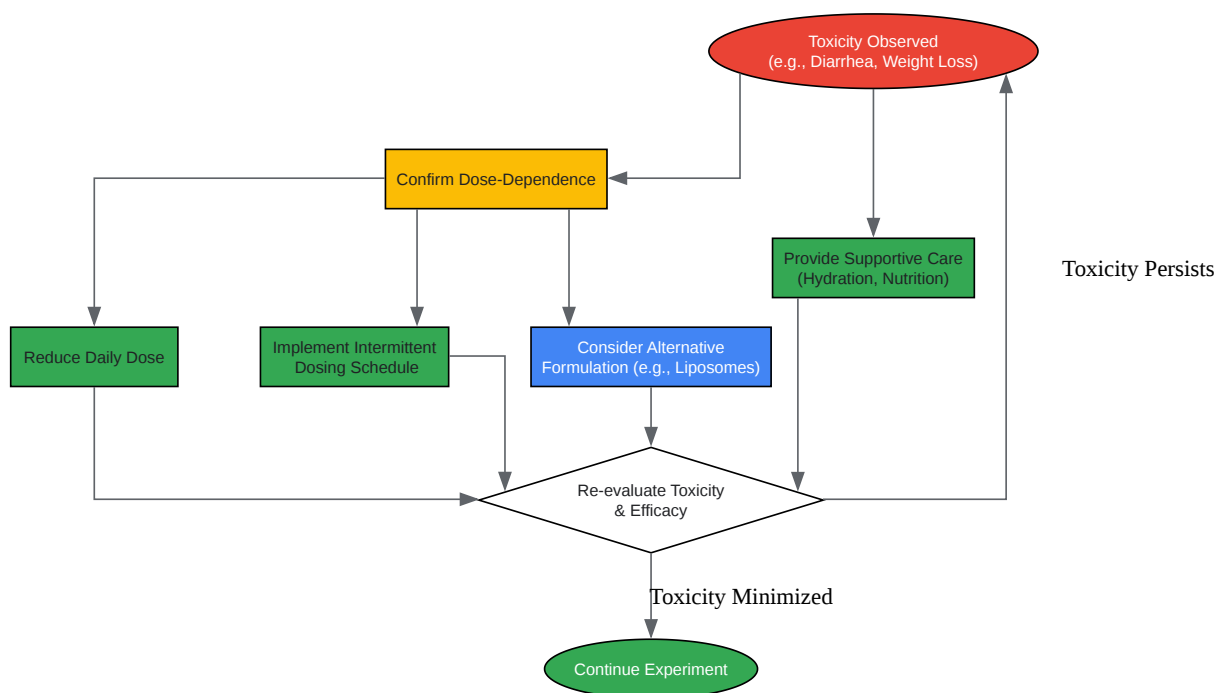 Toxicity Observed
(e.g., Diarrhea, Weight Loss)
Confirm Dose-Dependence
Provide Supportive Care
(Hydration, Nutrition)
Toxicity Persists
Reduce Daily Dose
Implement Intermittent
Dosing Schedule
Consider Alternative
Formulation (e.g., Liposomes)
Re-evaluate Toxicity
& Efficacy
Toxicity Minimized
Continue Experiment